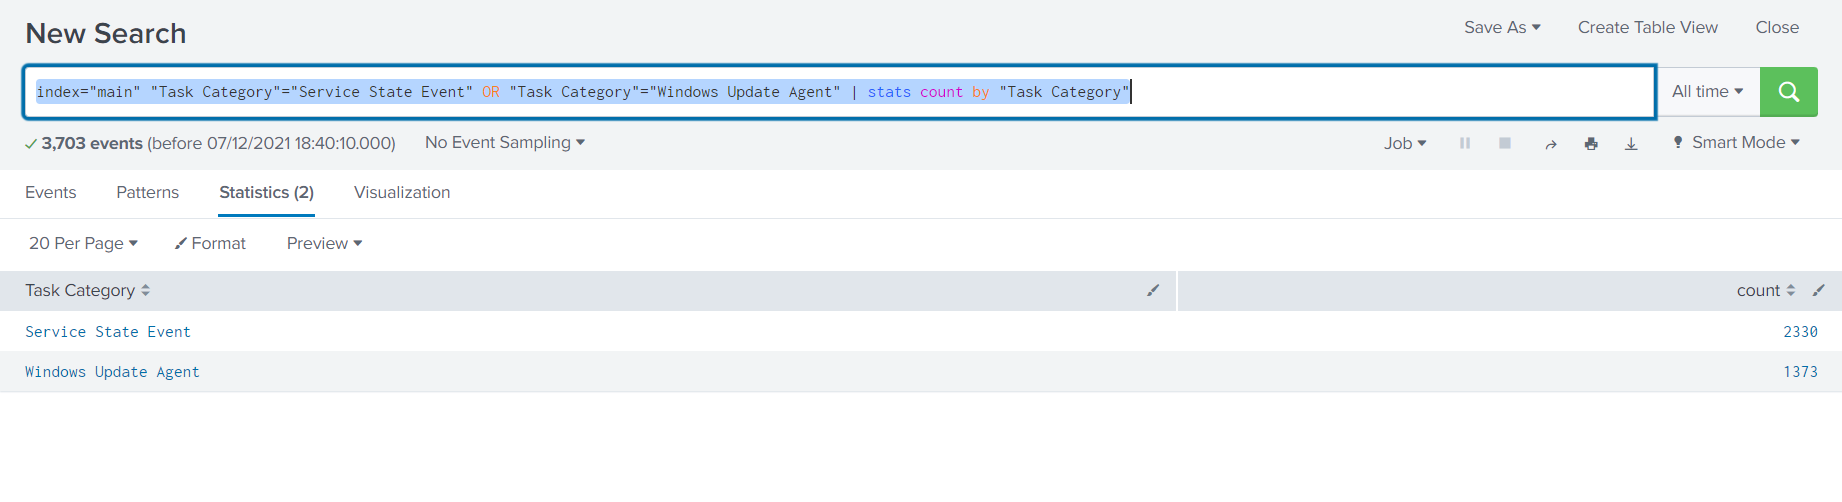 New Search
Save As
Create Table View
Close
index="main" "Task Category"="Service State Event" OR "Task Category"="Windows Update Agent" | stats count by "Task Category"
All time
3,703 events (before 07/12/2021 18:40:10.000)
No Event Sampling
Job
Smart Mode
Events
Patterns
Statistics (2)
Visualization
20 Per Page
Format
Preview
Task Category
count
Service State Event
2330
Windows Update Agent
1373